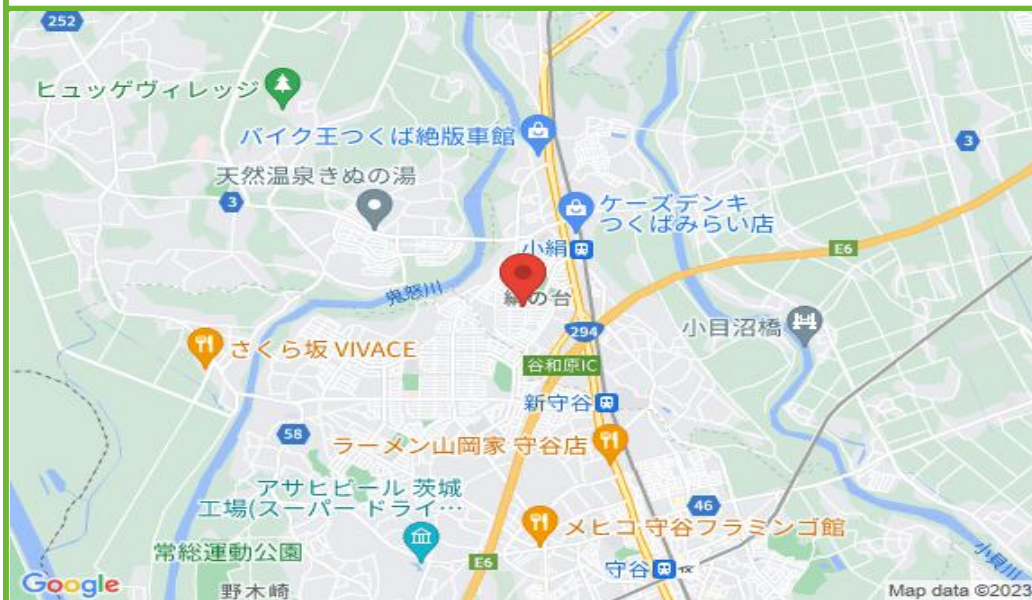 252
ヒュッゲヴィレッジ
バイク王つくば絶版車館
3
天然温泉きぬの湯
3
ケーズデンキ
つくばみらい店
小絹
E6
鬼怒川
の台
294
小目沼橋
さくら坂 VIVACE
谷和原IC
新守谷
58
ラーメン山岡家 守谷店
アサヒビール 茨城
工場(スーパー ドライ…
46
メヒコ 守谷フラミンゴ館
常総運動公園
E6
守谷
小貝川
Google
野木崎
Map data ©2023